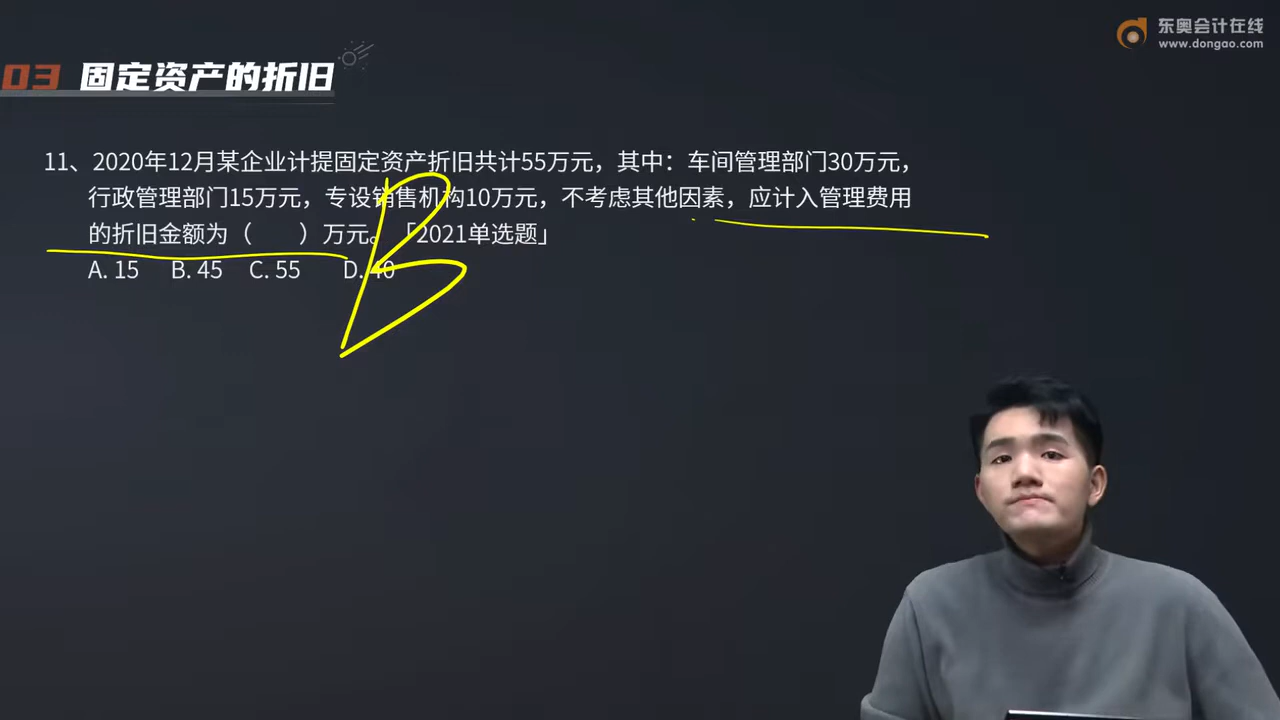 东奥会计在线
www.dongao.com
03 固定资产的折旧
11、2020年12月某企业计提固定资产折旧共计55万元，其中：车间管理部门30万元，
行政管理部门15万元，专设销售机构10万元，不考虑其他因素，应计入管理费用
的折旧金额为（ ）万元。「2021单选题」
A. 15 B. 45 C. 55 D. 40
B